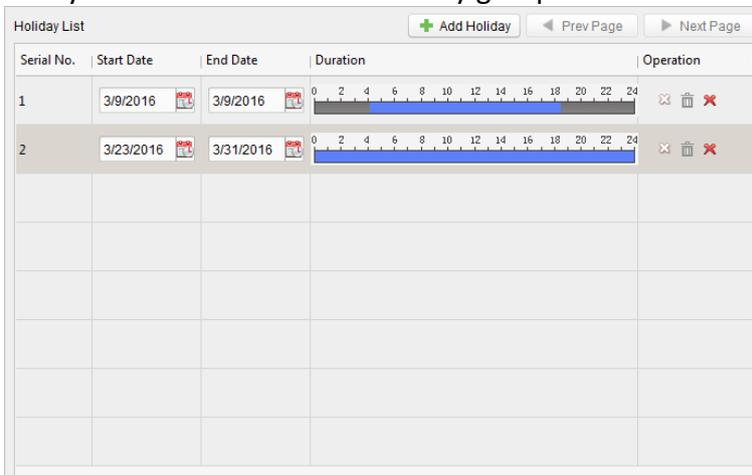 Holiday List
Add Holiday
Prev Page
Next Page
Serial No. Start Date End Date Duration Operation
1 3/9/2016 3/9/2016 0 2 4 6 8 10 12 14 16 18 20 22 24
2 3/23/2016 3/31/2016 0 2 4 6 8 10 12 14 16 18 20 22 24